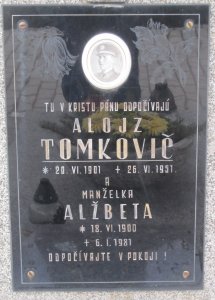 TU V KRISTU PÁNU ODPOČÍVAJÚ
ALOJZ
TOMKOVIČ
* 20. VI. 1901 + 26. VI. 1951
A
MANŽELKA
ALŽBETA
* 18. VI. 1900
+ 6. I. 1981
ODPOČÍVAJTE V POKOJI !